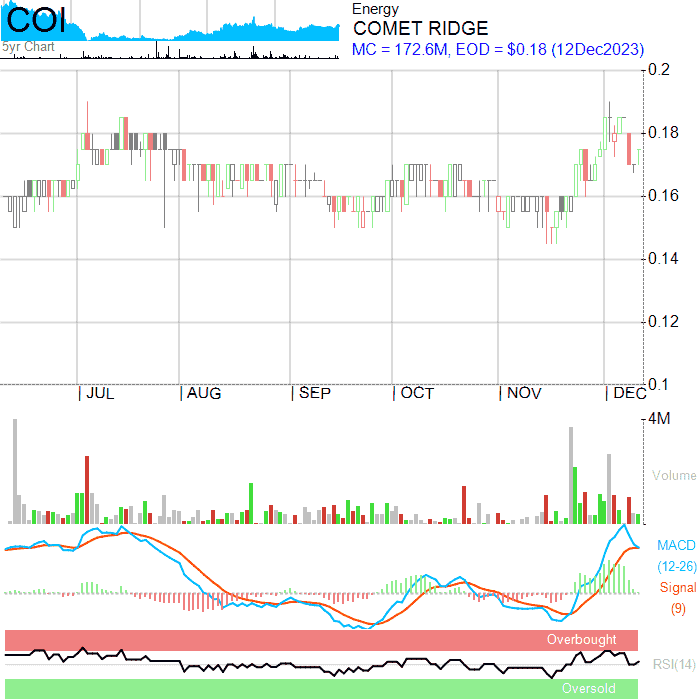 COI
5yr Chart
Energy
COMET RIDGE
MC = 172.6M, EOD = $0.18 (12Dec2023)
0.2
0.18
0.16
0.14
0.12
0.1
JUL AUG SEP OCT NOV DEC
4M
Volume
MACD
(12-26)
Signal
(9)
Overbought
RSI(14)
Oversold